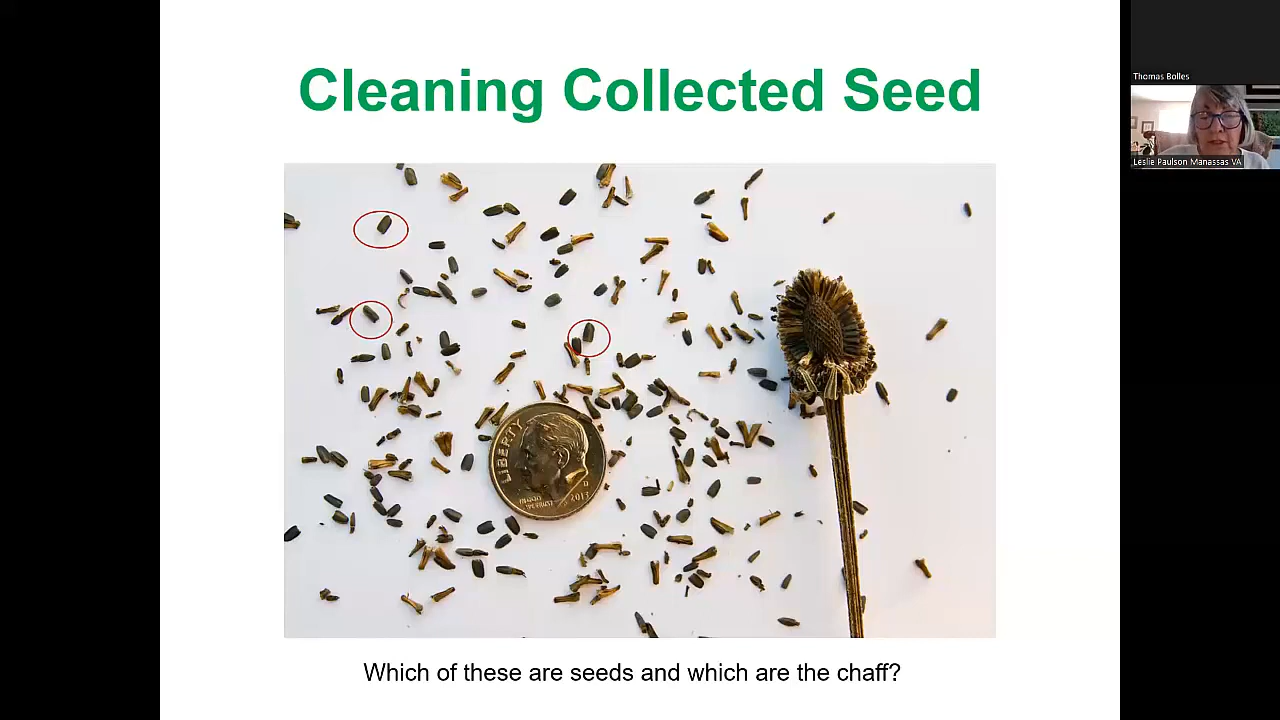 Cleaning Collected Seed
Thomas Bolles
Leslie Paulson Manassas VA
LIBERTY
IN GOD
WE TRUST
D
2013
Which of these are seeds and which are the chaff?